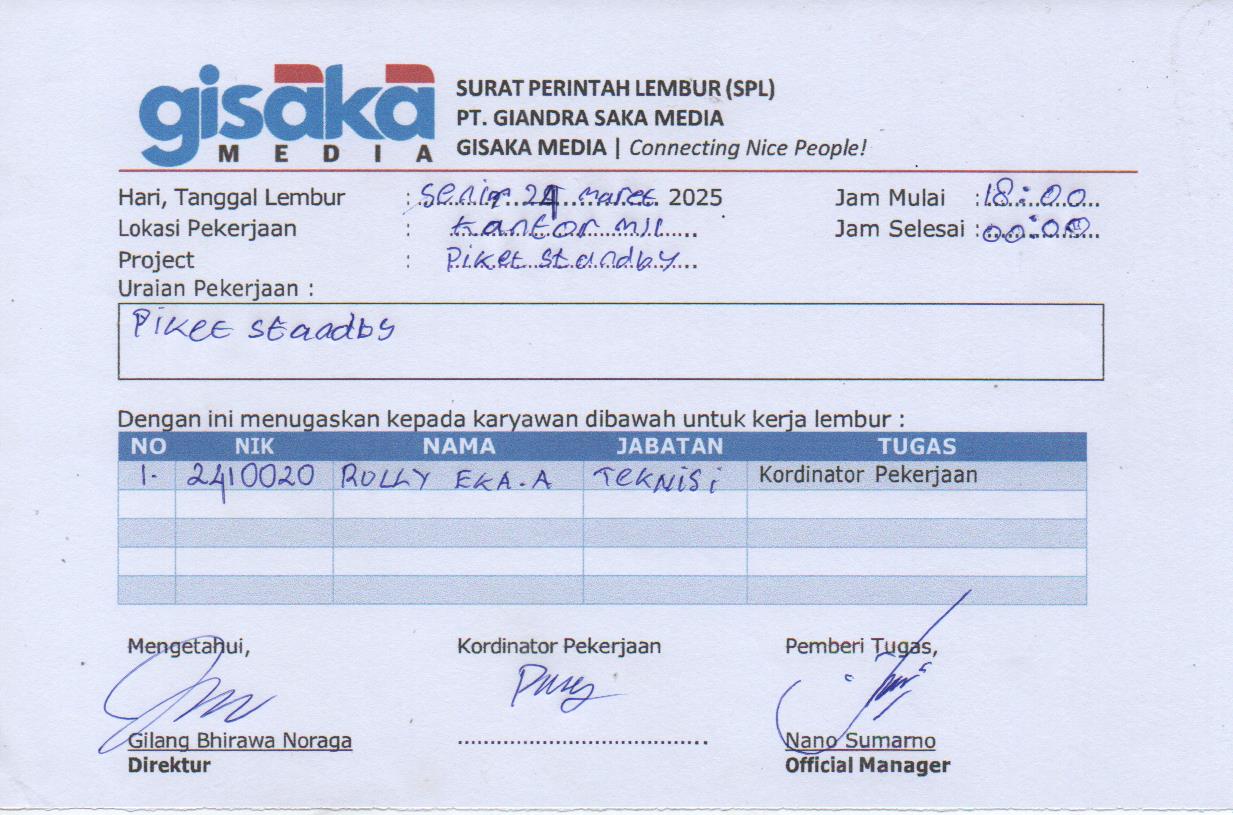 gisaka
MEDIA
SURAT PERINTAH LEMBUR (SPL)
PT. GIANDRA SAKA MEDIA
GISAKA MEDIA | Connecting Nice People!
Hari, Tanggal Lembur : Senin, 24 maret 2025 Jam Mulai : 18:00
Lokasi Pekerjaan : kantor MII Jam Selesai : 00:00
Project : Piket standby
Uraian Pekerjaan :
Piket standby
Dengan ini menugaskan kepada karyawan dibawah untuk kerja lembur :
NO NIK NAMA JABATAN TUGAS
1. 2410020 ROLLY EKA.A TEKNISI Kordinator Pekerjaan
Mengetahui, Kordinator Pekerjaan Pemberi Tugas,
Gilang Bhirawa Noraga Nano Sumarno
Direktur Official Manager